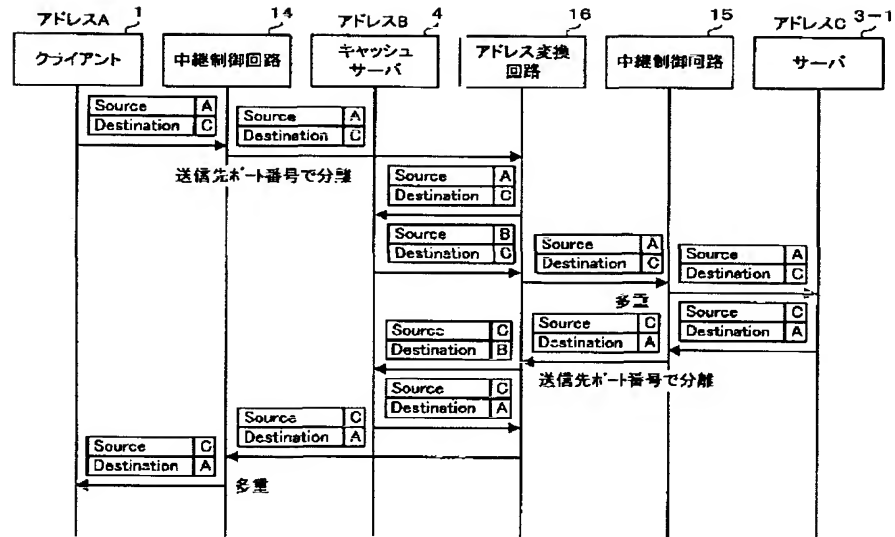 アドレスA 1
クライアント
14
中継制御回路
アドレスB 4
キャッシュ
サーバ
16
アドレス変換
回路
15
中継制御回路
アドレスC 3-1
サーバ
Source A
Destination C
Source A
Destination C
送信先ポート番号で分離
Source A
Destination C
Source B
Destination C
Source A
Destination C
多重
Source A
Destination C
Source C
Destination A
Source C
Destination A
送信先ポート番号で分離
Source C
Destination B
Source C
Destination A
Source C
Destination A
Source C
Destination A
多重